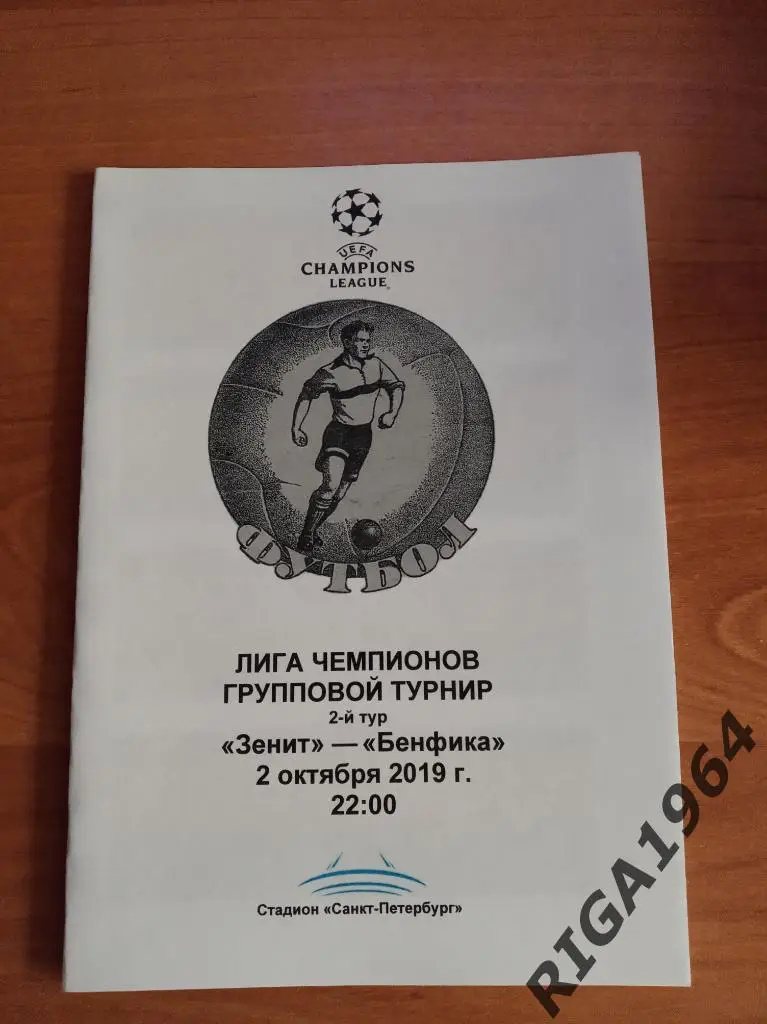 UEFA
CHAMPIONS
LEAGUE
ФУТБОЛ
ЛИГА ЧЕМПИОНОВ
ГРУППОВОЙ ТУРНИР
2-й тур
«Зенит» — «Бенфика»
2 октября 2019 г.
22:00
Стадион «Санкт-Петербург»
RIGA1964